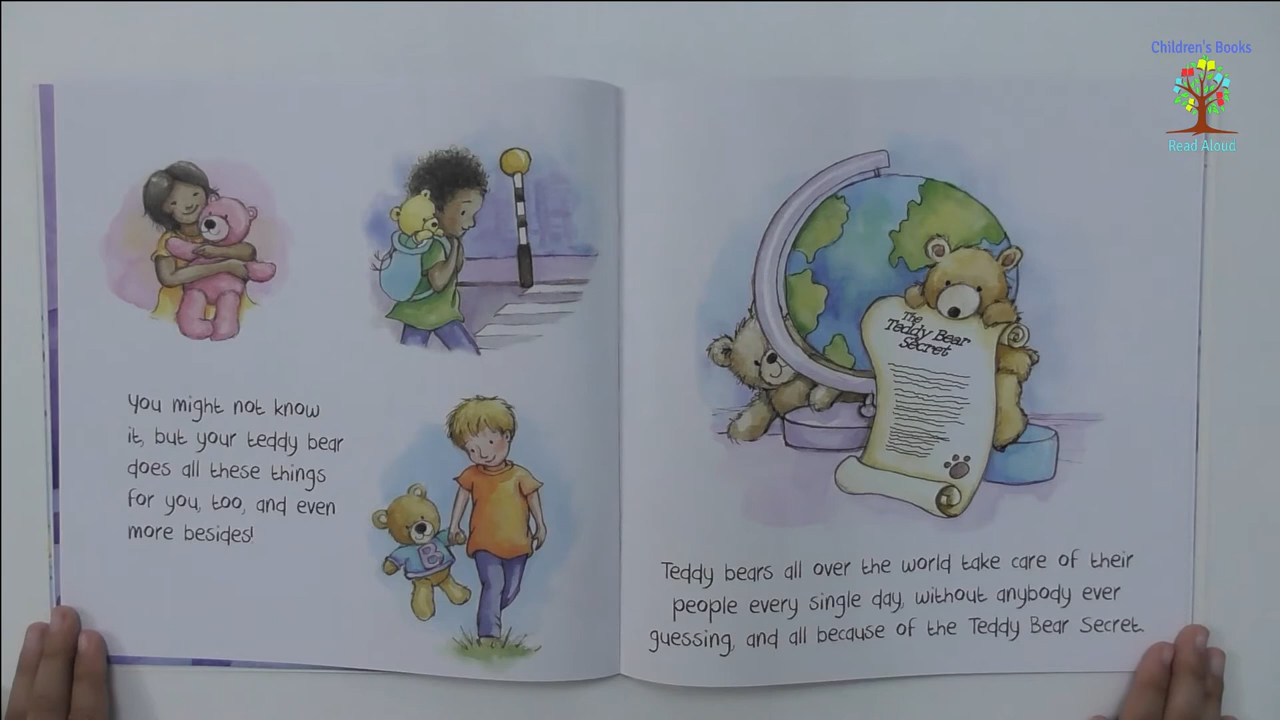 You might not know
it, but your teddy bear
does all these things
for you, too, and even
more besides!
B
The
Teddy Bear
Secret
Teddy bears all over the world take care of their
people every single day, without anybody ever
guessing, and all because of the Teddy Bear Secret.
Children's Books
Read Aloud